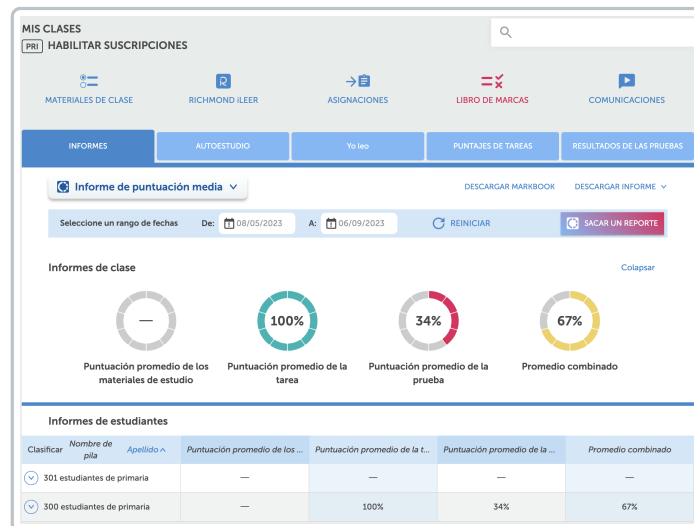 MIS CLASES
PRI HABILITAR SUSCRIPCIONES
MATERIALES DE CLASE
RICHMOND iLEER
ASIGNACIONES
LIBRO DE MARCAS
COMUNICACIONES
INFORMES
AUTOESTUDIO
Yo leo
PUNTAJES DE TAREAS
RESULTADOS DE LAS PRUEBAS
Informe de puntuación media
DESCARGAR MARKBOOK
DESCARGAR INFORME
Seleccione un rango de fechas De: 08/05/2023 A: 06/09/2023 REINICIAR SACAR UN REPORTE
Informes de clase
Colapsar
— 100% 34% 67%
Puntuación promedio de los
materiales de estudio
Puntuación promedio de la
tarea
Puntuación promedio de la
prueba
Promedio combinado
Informes de estudiantes
Clasificar
Nombre de
pila
Apellido
Puntuación promedio de los ...
Puntuación promedio de la t...
Puntuación promedio de la ...
Promedio combinado
301 estudiantes de primaria — — — —
300 estudiantes de primaria — 100% 34% 67%